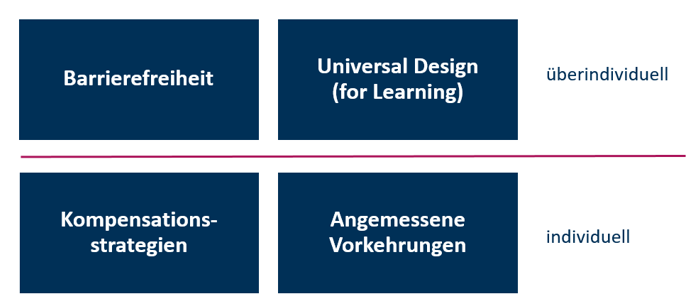 Barrierefreiheit
Universal Design
(for Learning)
überindividuell
Kompensations-
strategien
Angemessene
Vorkehrungen
individuell